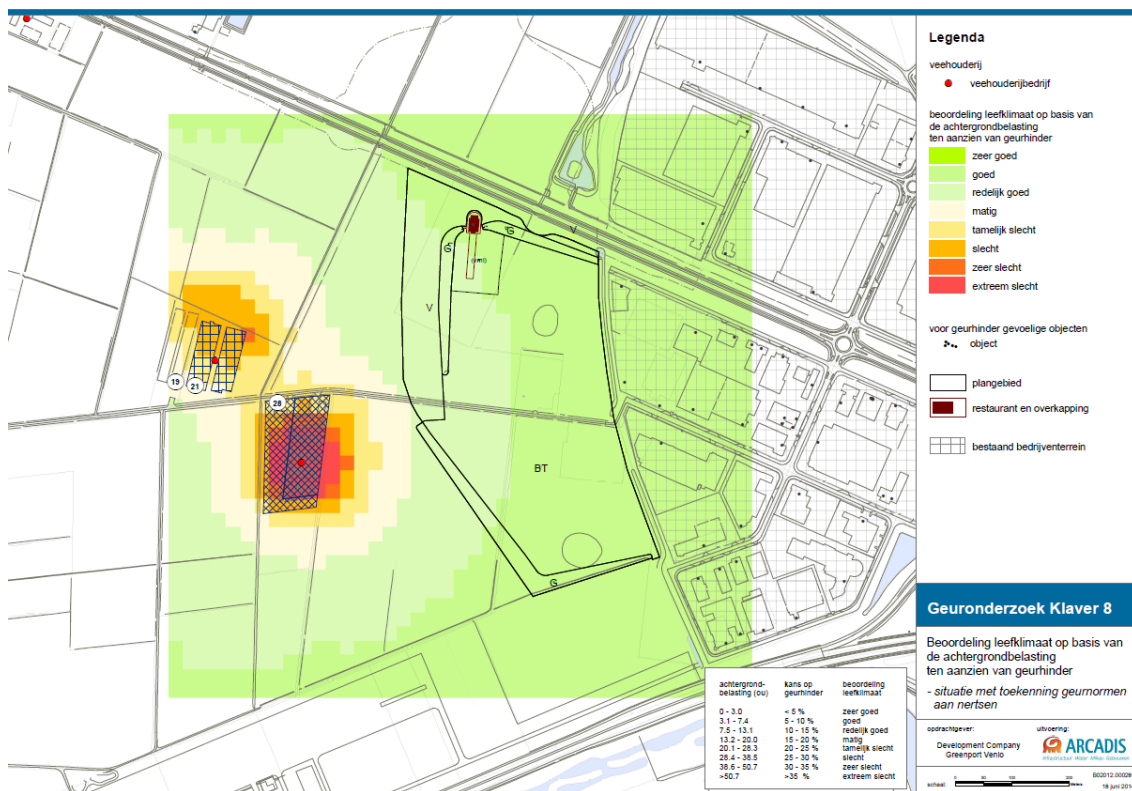 Legenda
veehouderij
veehouderijbedrijf
beoordeling leefklimaat op basis van
de achtergrondbelasting
ten aanzien van geurhinder
zeer goed
goed
redelijk goed
matig
tamelijk slecht
slecht
zeer slecht
extreem slecht
voor geurhinder gevoelige objecten
object
plangebied
restaurant en overkapping
bestaand bedrijventerrein
V
G
G
V
19
21
28
BT
G
achtergrond- kans op beoordeling
belasting (ou) geurhinder leefklimaat
0 - 3.0 < 5 % zeer goed
3.1 - 7.4 5 - 10 % goed
7.5 - 13.1 10 - 15 % redelijk goed
13.2 - 20.0 15 - 20 % matig
20.1 - 28.3 20 - 25 % tamelijk slecht
28.4 - 38.5 25 - 30 % slecht
38.6 - 50.7 30 - 35 % zeer slecht
>50.7 >35 % extreem slecht
Geuronderzoek Klaver 8
Beoordeling leefklimaat op basis van
de achtergrondbelasting
ten aanzien van geurhinder
- situatie met toekenning geurnormen
aan nertsen
opdrachtgever: uitvoering:
Development Company
Greenport Venlo
ARCADIS
schaal:
18 juni